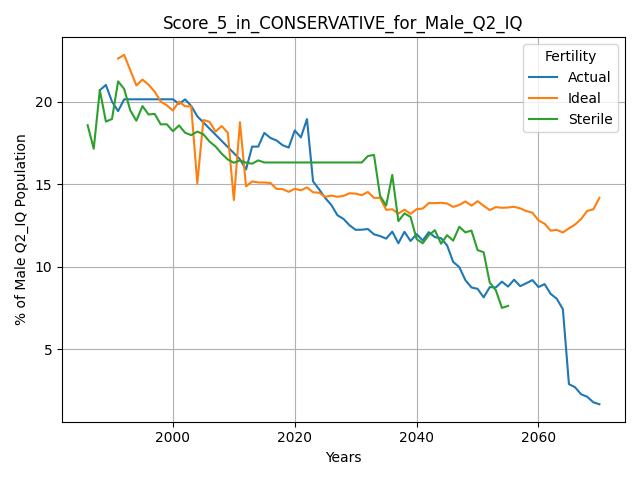 Score_5_in_CONSERVATIVE_for_Male_Q2_IQ
Fertility
Actual
Ideal
Sterile
% of Male Q2_IQ Population
20
15
10
5
2000
2020
2040
2060
Years